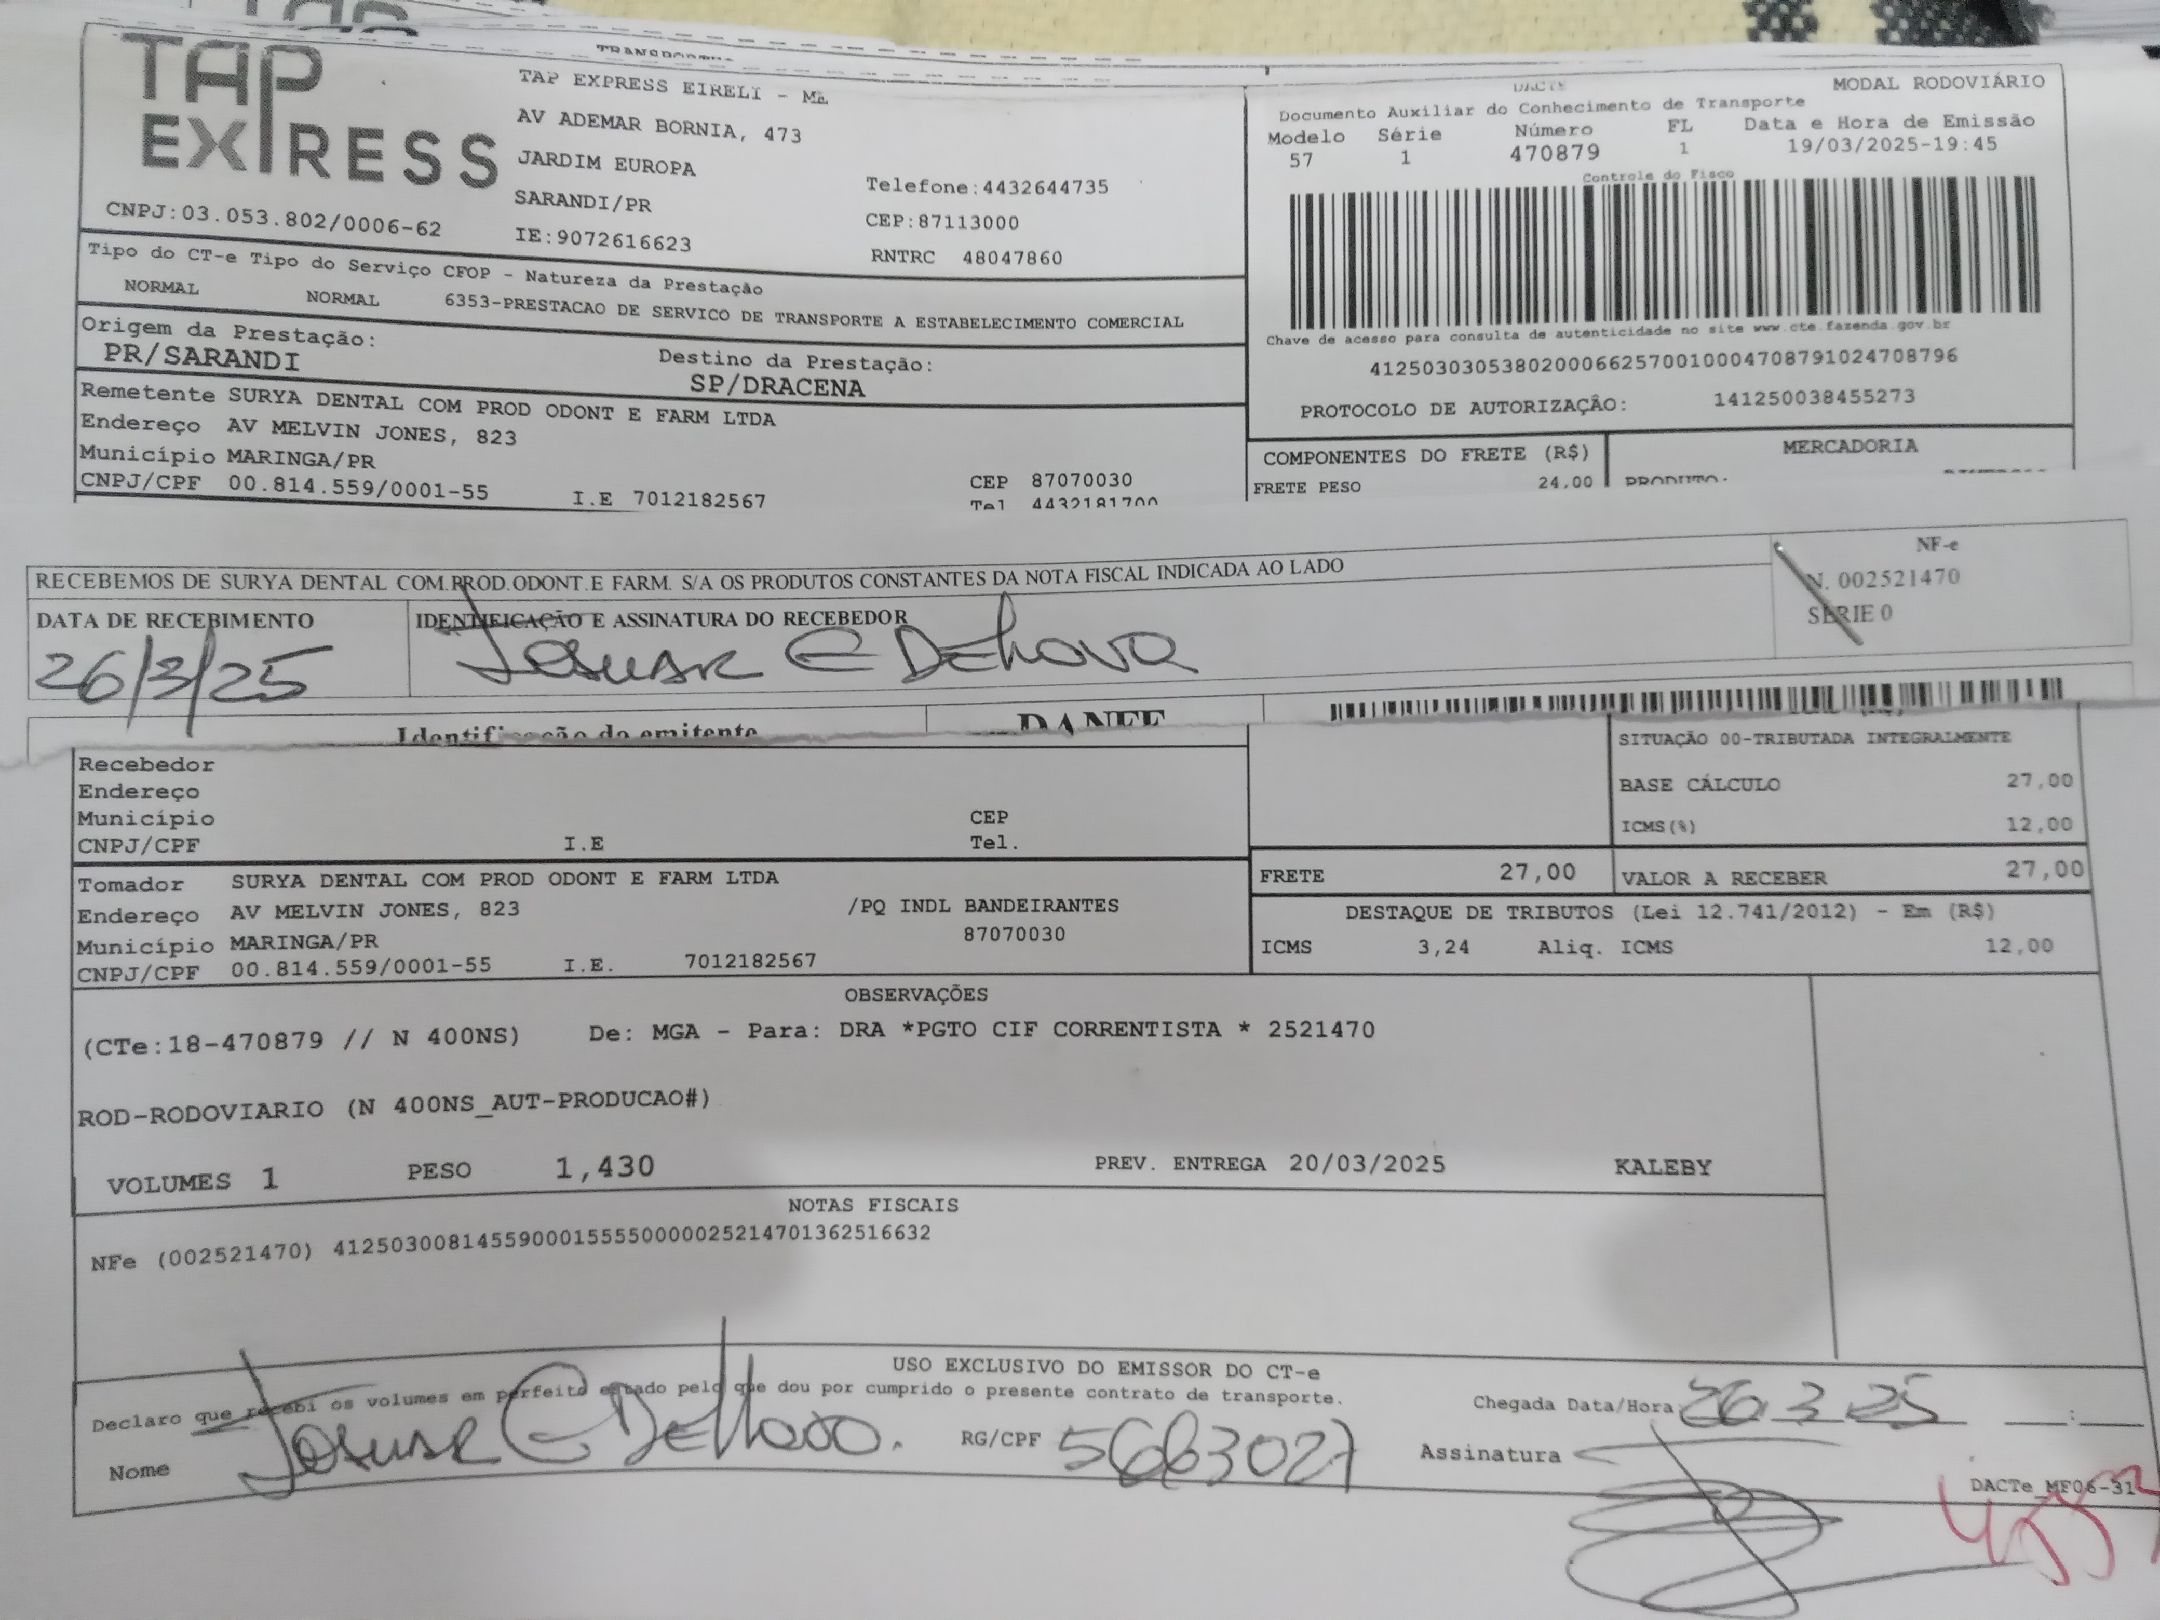 TAP EXPRESS
TAP EXPRESS EIRELI - ME
AV ADEMAR BORNIA, 473
JARDIM EUROPA
SARANDI/PR
IE:9072616623
Telefone:4432644735
CEP:87113000
RNTRC 48047860
CNPJ:03.053.802/0006-62
Tipo do CT-e Tipo do Serviço CFOP - Natureza da Prestação
NORMAL NORMAL 6353-PRESTACAO DE SERVICO DE TRANSPORTE A ESTABELECIMENTO COMERCIAL
Origem da Prestação: Destino da Prestação:
PR/SARANDI SP/DRACENA
Remetente SURYA DENTAL COM PROD ODONT E FARM LTDA
Endereço AV MELVIN JONES, 823
Município MARINGA/PR CEP 87070030
CNPJ/CPF 00.814.559/0001-55 I.E 7012182567 Tel 4432181700
DACTE MODAL RODOVIÁRIO
Documento Auxiliar do Conhecimento de Transporte
Modelo Série Número FL Data e Hora de Emissão
57 1 470879 1 19/03/2025-19:45
Controle do Fisco
Chave de acesso para consulta de autenticidade no site www.cte.fazenda.gov.br
41250303053802000662570010004708791024708796
PROTOCOLO DE AUTORIZAÇÂO: 141250038455273
COMPONENTES DO FRETE (R$) MERCADORIA
FRETE PESO 24,00 PRODUTO:
RECEBEMOS DE SURYA DENTAL COM.PROD.ODONT.E FARM. S/A OS PRODUTOS CONSTANTES DA NOTA FISCAL INDICADA AO LADO
NF-e
N. 002521470
SÉRIE 0
DATA DE RECEBIMENTO IDENTIFICAÇÃO E ASSINATURA DO RECEBEDOR
26/3/25
Identificação do emitente DANFE
Recebedor
Endereço
Município CEP
CNPJ/CPF I.E Tel.
SITUAÇÃO 00-TRIBUTADA INTEGRALMENTE
BASE CÁLCULO 27,00
ICMS(%) 12,00
FRETE 27,00 VALOR A RECEBER 27,00
Tomador SURYA DENTAL COM PROD ODONT E FARM LTDA
Endereço AV MELVIN JONES, 823 /PQ INDL BANDEIRANTES
Município MARINGA/PR 87070030
CNPJ/CPF 00.814.559/0001-55 I.E. 7012182567
DESTAQUE DE TRIBUTOS (Lei 12.741/2012) - Em (R$)
ICMS 3,24 Aliq. ICMS 12,00
OBSERVAÇÕES
(CTe:18-470879 // N 400NS) De: MGA - Para: DRA *PGTO CIF CORRENTISTA * 2521470
ROD-RODOVIARIO (N 400NS_AUT-PRODUCAO#)
VOLUMES 1 PESO 1,430 PREV. ENTREGA 20/03/2025 KALEBY
NOTAS FISCAIS
NFe (002521470) 41250300814559000155550000025214701362516632
USO EXCLUSIVO DO EMISSOR DO CT-e
Declaro que recebi os volumes em perfeito estado pelo que dou por cumprido o presente contrato de transporte.
Chegada Data/Hora: 26 3 25 __:__
Nome RG/CPF Assinatura
DACTe_MF06-31